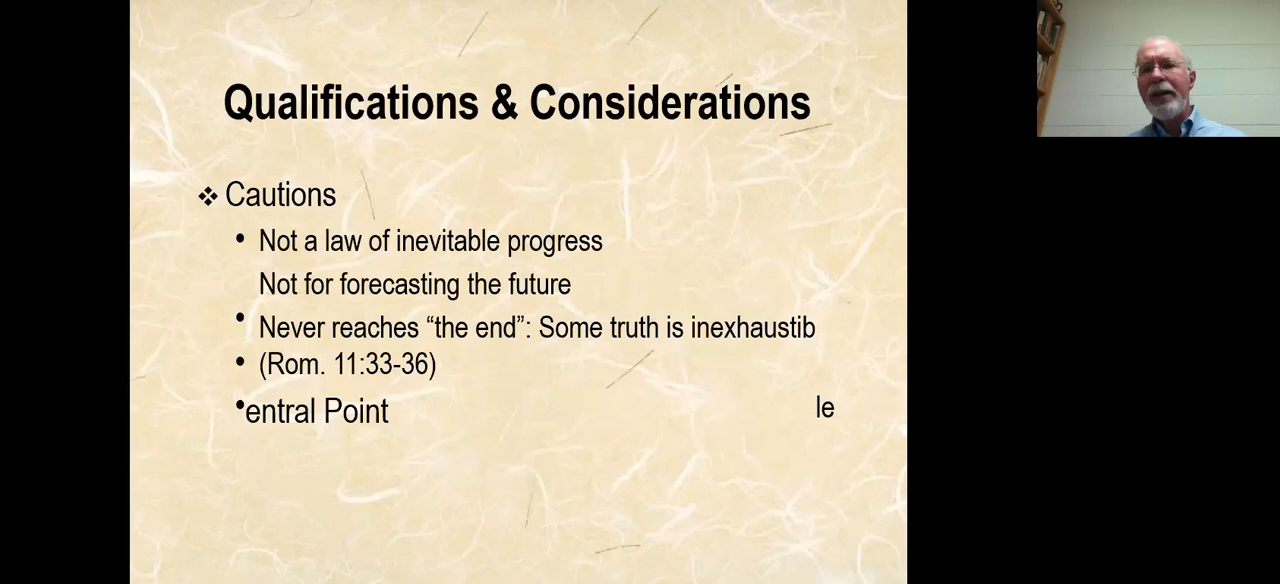 Qualifications & Considerations
❖ Cautions
• Not a law of inevitable progress
Not for forecasting the future
• Never reaches “the end”: Some truth is inexhaustib
• (Rom. 11:33-36)
•entral Point
le